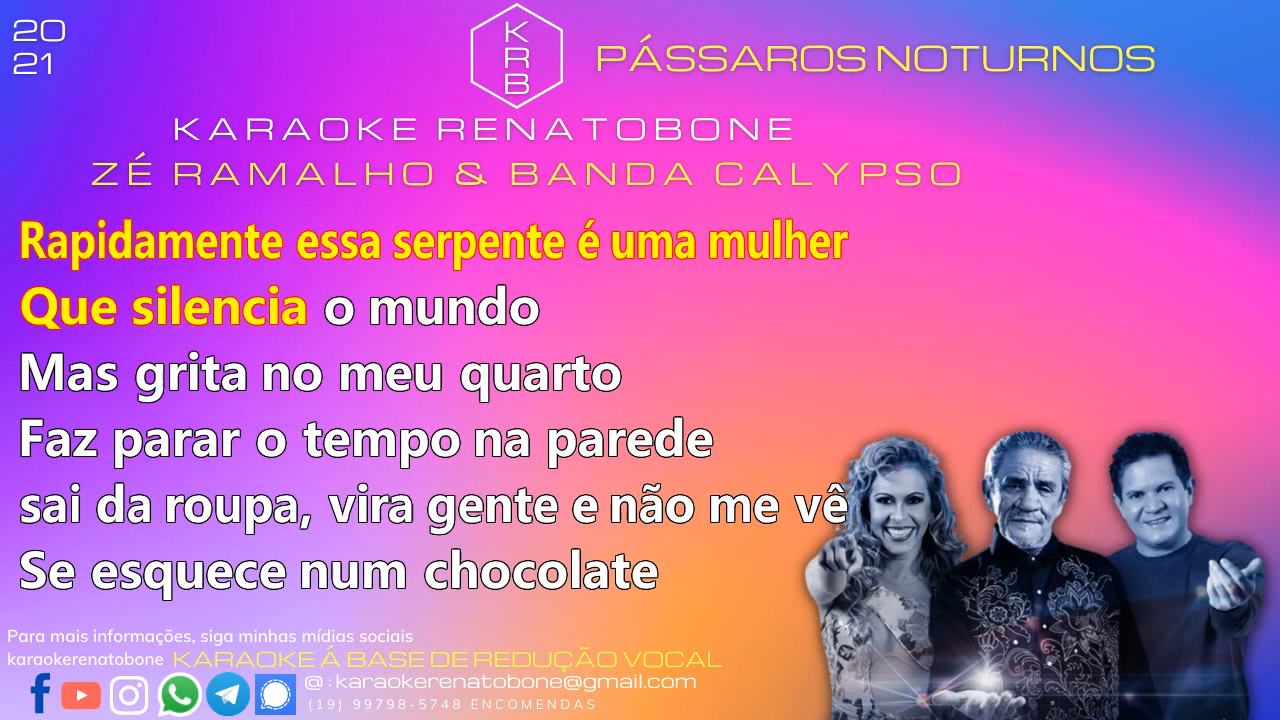 20
21
K
R
B
PÁSSAROS NOTURNOS
KARAOKE RENATOBONE
ZÉ RAMALHO & BANDA CALYPSO
Rapidamente essa serpente é uma mulher
Que silencia o mundo
Mas grita no meu quarto
Faz parar o tempo na parede
sai da roupa, vira gente e não me vê
Se esquece num chocolate
Para mais informações, siga minhas mídias sociais
karaokerenatobone KARAOKE Á BASE DE REDUÇÃO VOCAL
@ : karaokerenatobone@gmail.com
(19) 99798-5748 ENCOMENDAS